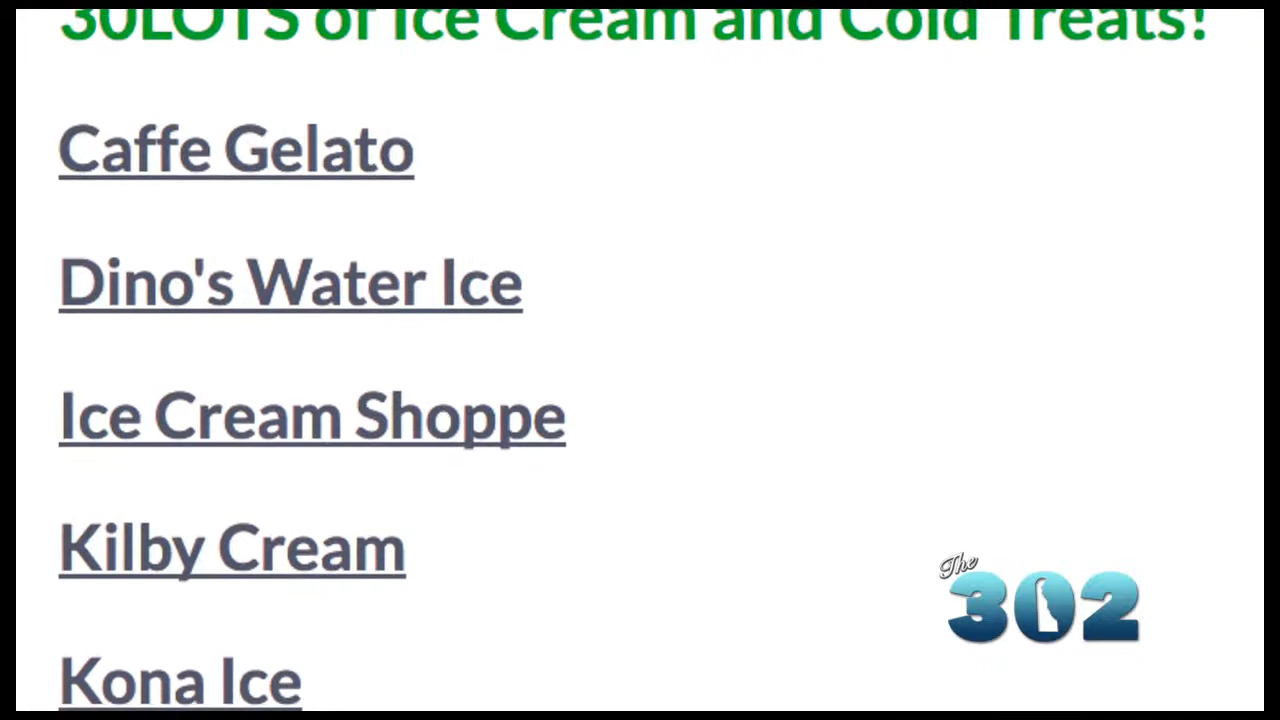 30LOTS of Ice Cream and Cold Treats!
Caffe Gelato
Dino's Water Ice
Ice Cream Shoppe
Kilby Cream
The
302
Kona Ice